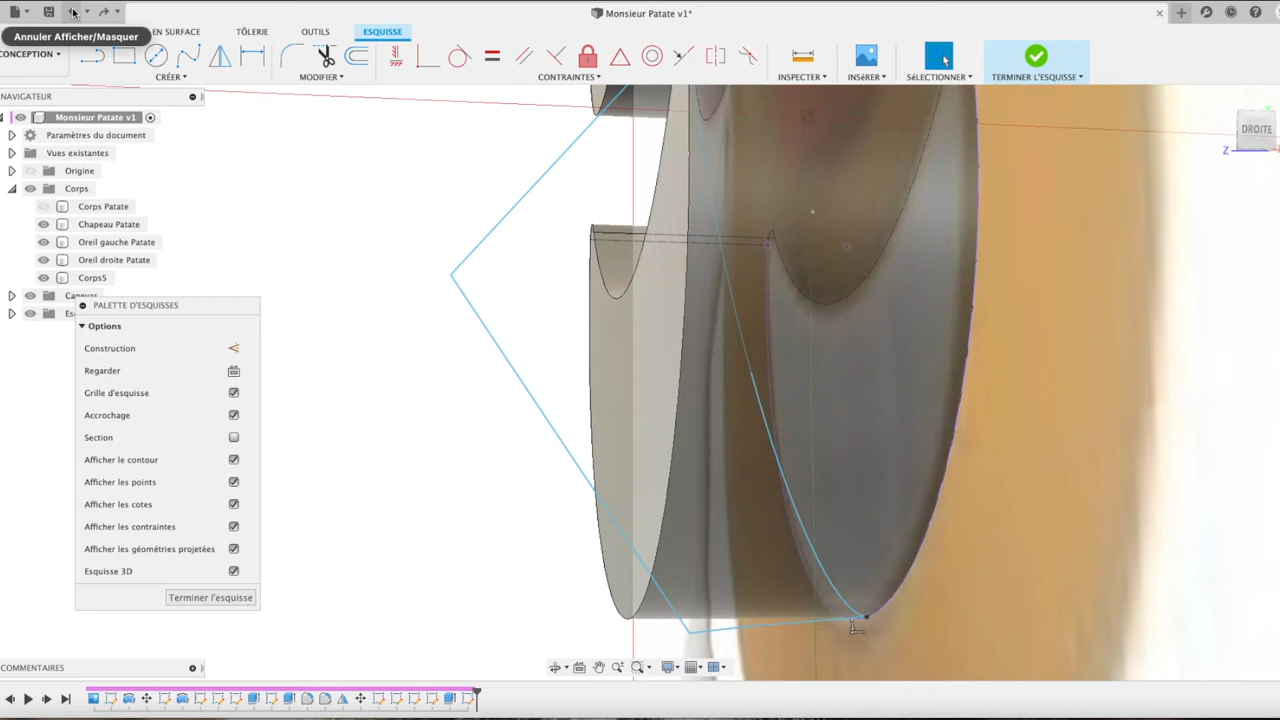 Monsieur Patate v1*
Annuler Afficher/Masquer
EN SURFACE
TÔLERIE
OUTILS
ESQUISSE
CONCEPTION
CRÉER
MODIFIER
CONTRAINTES
INSPECTER
INSÉRER
SÉLECTIONNER
TERMINER L'ESQUISSE
NAVIGATEUR
Monsieur Patate v1
Paramètres du document
Vues existantes
Origine
Corps
Corps Patate
Chapeau Patate
Oreil gauche Patate
Oreil droite Patate
Corps5
PALETTE D'ESQUISSES
Options
Construction
Regarder
Grille d'esquisse
Accrochage
Section
Afficher le contour
Afficher les points
Afficher les cotes
Afficher les contraintes
Afficher les géométries projetées
Esquisse 3D
Terminer l'esquisse
DROITE
Z
COMMENTAIRES